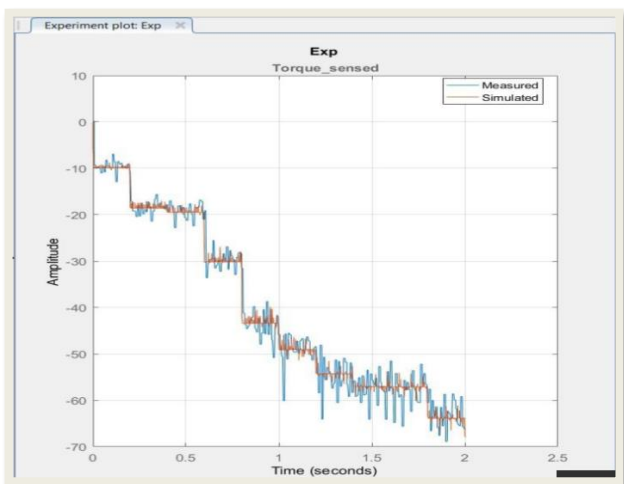 Experiment plot: Exp
Exp
Torque_sensed
Measured
Simulated
Amplitude
10
0
-10
-20
-30
-40
-50
-60
-70
0 0.5 1 1.5 2 2.5
Time (seconds)